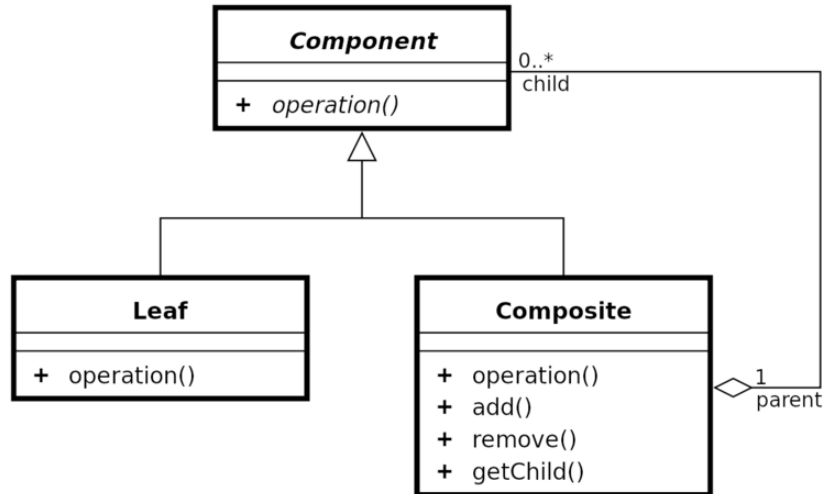 Component
+ operation()
0..*
child
Leaf
+ operation()
Composite
+ operation()
+ add()
+ remove()
+ getChild()
1
parent